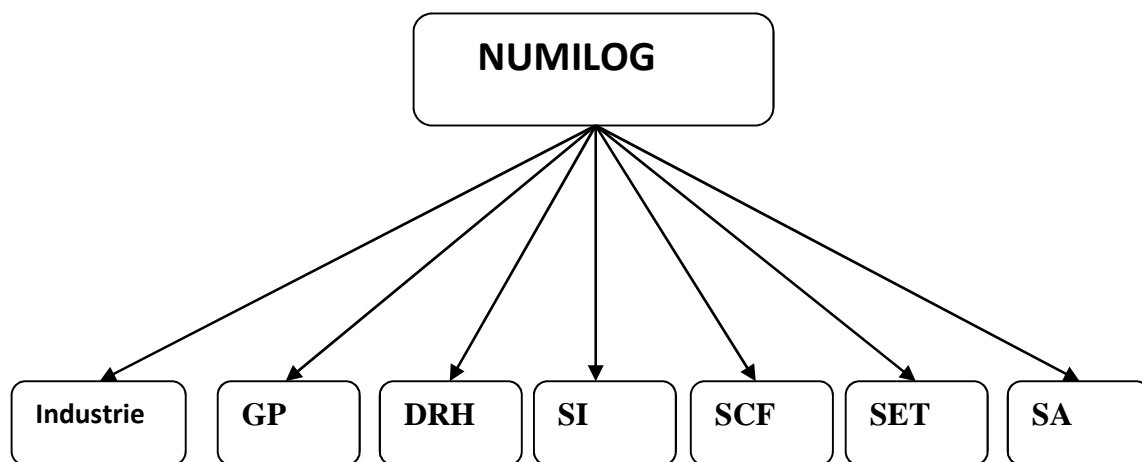 NUMILOG
Industrie
GP
DRH
SI
SCF
SET
SA